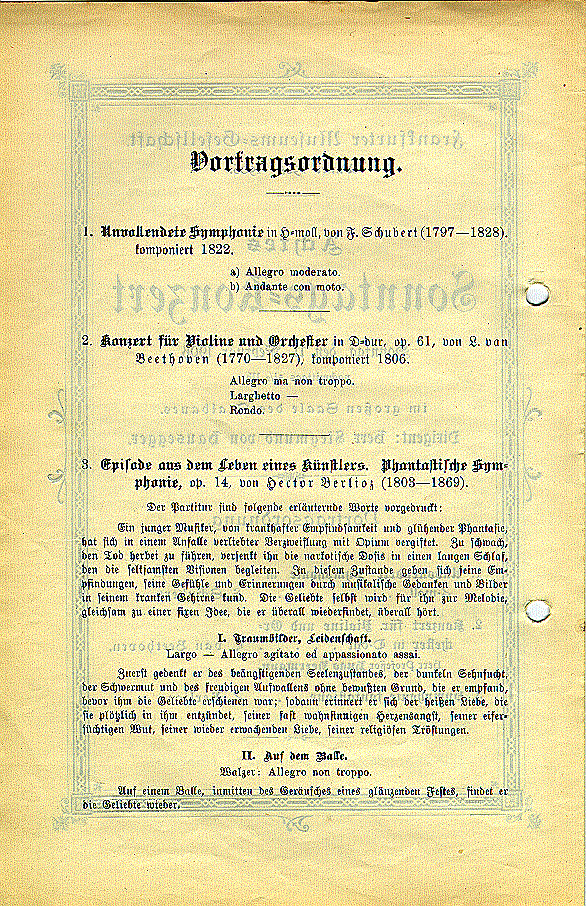 Vortragsordnung.
1. Unvollendete Symphonie in H-moll, von F. Schubert (1797—1828),
komponiert 1822.
a) Allegro moderato.
b) Andante con moto.
2. Konzert für Violine und Orchester in D-dur, op. 61, von L. van
Beethoven (1770—1827), komponiert 1806.
Allegro ma non troppo.
Larghetto —
Rondo.
3. Episode aus dem Leben eines Künstlers. Phantastische Sym-
phonie, op. 14, von Hector Berlioz (1803—1869).
Der Partitur sind folgende erläuternde Worte vorgedruckt:
Ein junger Musiker, von krankhafter Empfindsamkeit und glühender Phantasie,
hat sich in einem Anfalle verliebter Verzweiflung mit Opium vergiftet. Zu schwach,
den Tod herbei zu führen, versenkt ihn die narkotische Dosis in einen langen Schlaf,
den die seltsamsten Visionen begleiten. In diesem Zustande geben sich seine Em-
pfindungen, seine Gefühle und Erinnerungen durch musikalische Gedanken und Bilder
in seinem kranken Gehirne kund. Die Geliebte selbst wird für ihn zur Melodie,
gleichsam zu einer fixen Idee, die er überall wiederfindet, überall hört.
I. Traumbilder, Leidenschaft.
Largo — Allegro agitato ed appassionato assai.
Zuerst gedenkt er des beängstigenden Seelenzustandes, der dunkeln Sehnsucht,
der Schwermut und des freudigen Aufwallens ohne bewußten Grund, die er empfand,
bevor ihm die Geliebte erschienen war; sodann erinnert er sich der heißen Liebe, die
sie plötzlich in ihm entzündet, seiner fast wahnsinnigen Herzensangst, seiner eifer-
süchtigen Wut, seiner wieder erwachenden Liebe, seiner religiösen Tröstungen.
II. Auf dem Balle.
Walzer: Allegro non troppo.
Auf einem Balle, inmitten des Geräusches eines glänzenden Festes, findet er
die Geliebte wieder.